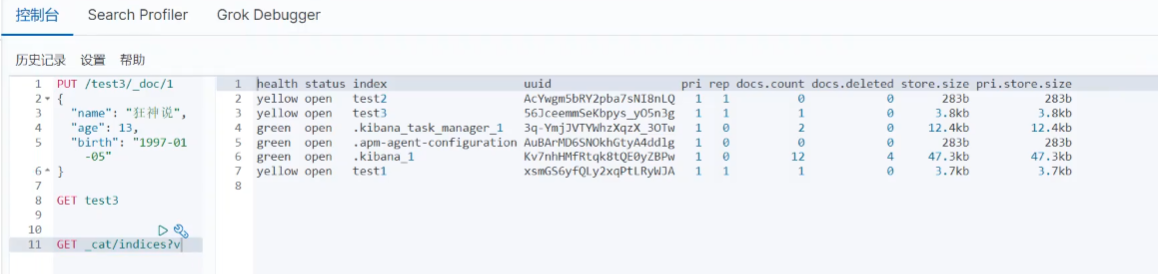 控制台 Search Profiler Grok Debugger
历史记录 设置 帮助
1 PUT /test3/_doc/1
2 {
3 "name": "狂神说",
4 "age": 13,
5 "birth": "1997-01
-05"
6 }
7
8 GET test3
9
10
11 GET _cat/indices?v
1 health status index uuid pri rep docs.count docs.deleted store.size pri.store.size
2 yellow open test2 AcYwgm5bRY2pba7sNI8nLQ 1 1 0 0 283b 283b
3 yellow open test3 56JceemmSeKbpys_yO5n3g 1 1 1 0 3.8kb 3.8kb
4 green open .kibana_task_manager_1 3q-YmjJVTYWhzXqzX_3OTw 1 0 2 0 12.4kb 12.4kb
5 green open .apm-agent-configuration AuBArMD6SNOkhGtyA4ddlg 1 0 0 0 283b 283b
6 green open .kibana_1 Kv7nhHMfRtqk8tQE0yZBPw 1 0 12 4 47.3kb 47.3kb
7 yellow open test1 xsmGS6yfQLy2xqPtLRyWJA 1 1 1 0 3.7kb 3.7kb
8